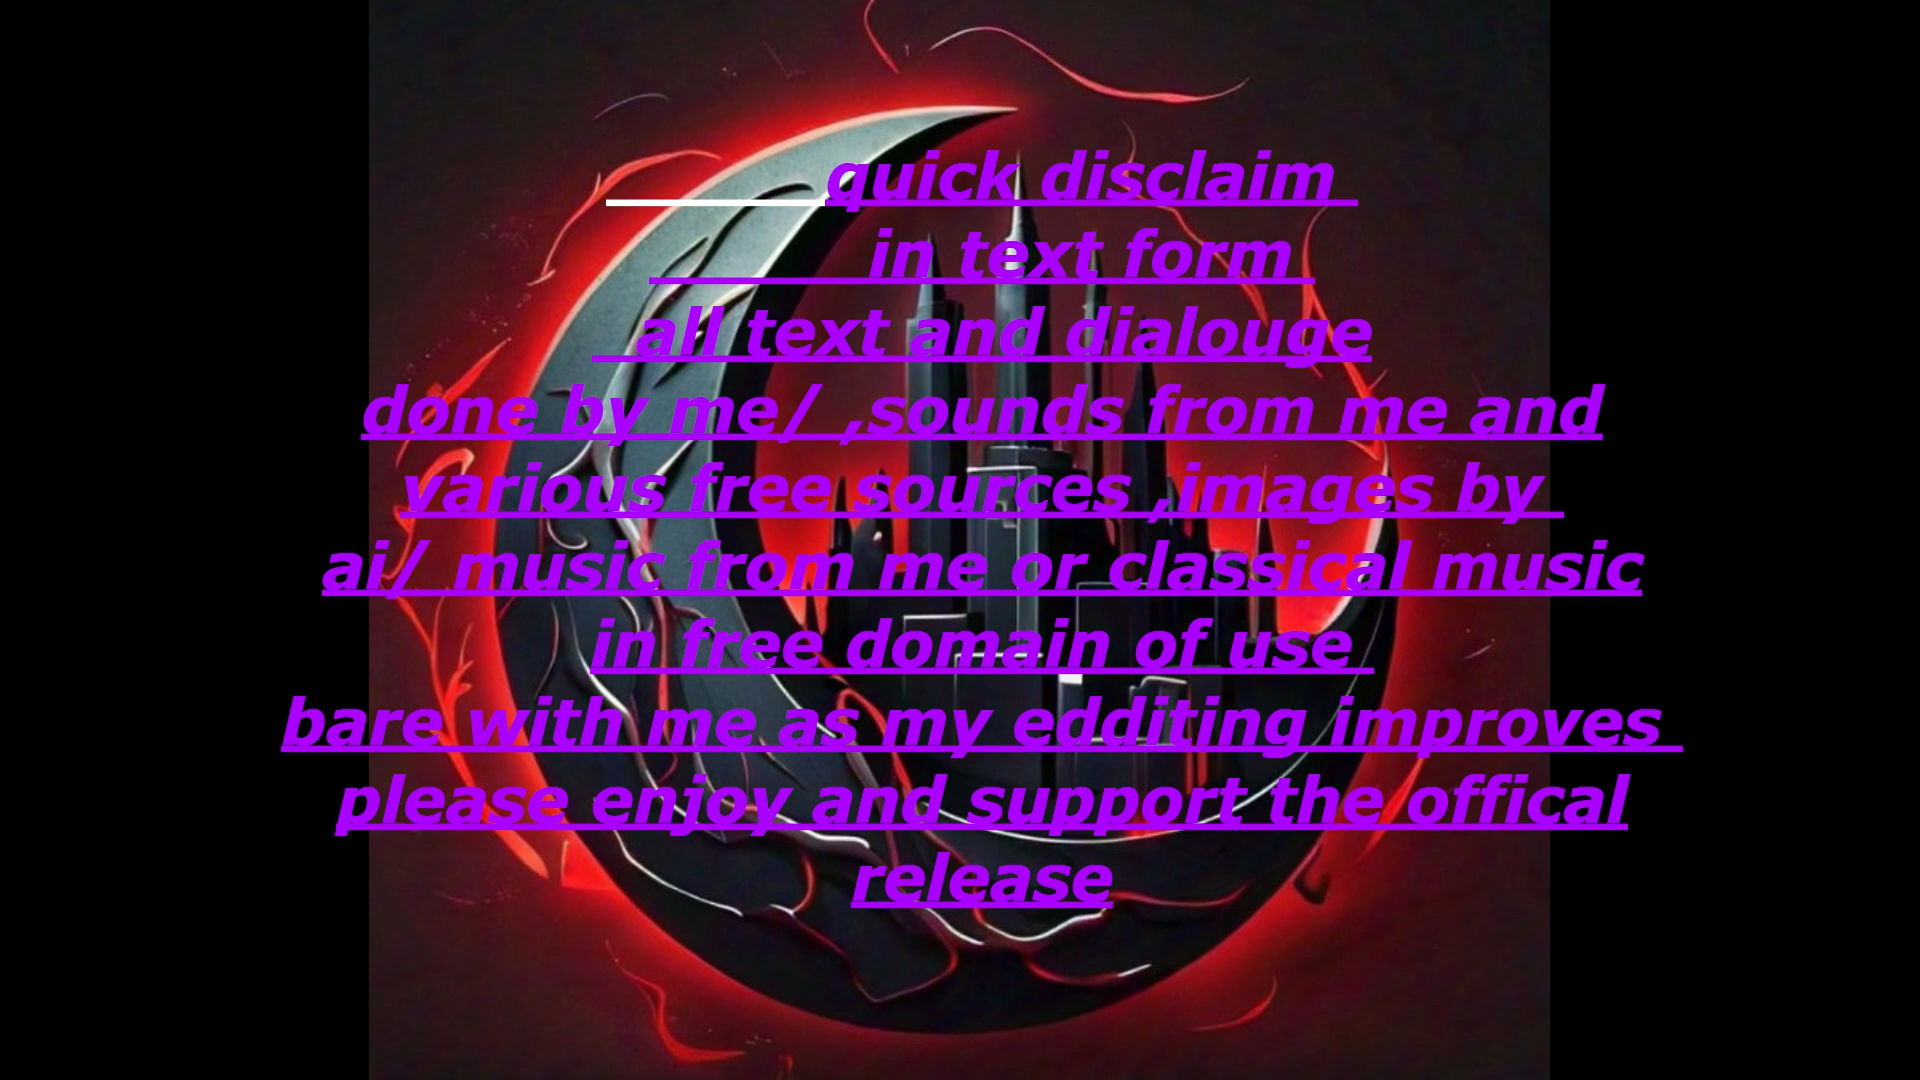 quick disclaim
in text form
all text and dialouge
done by me/ ,sounds from me and
various free sources ,images by
ai/ music from me or classical music
in free domain of use
bare with me as my edditing improves
please enjoy and support the offical
release